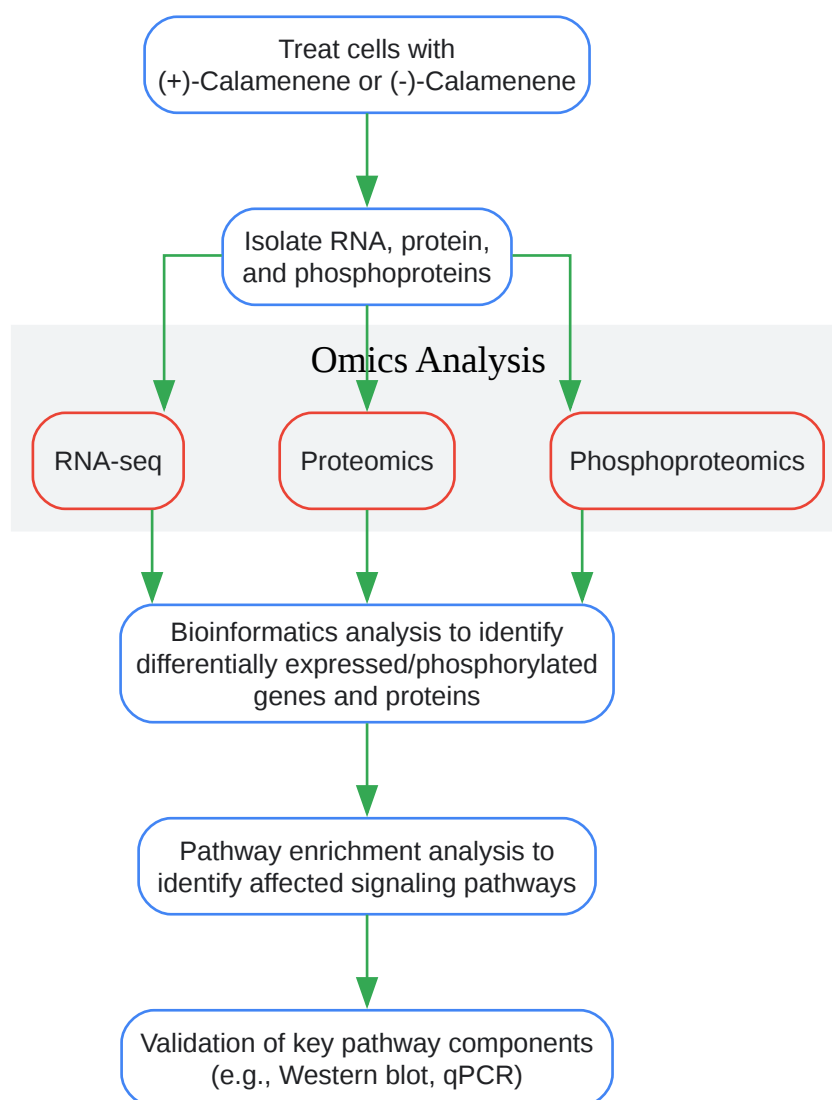 Treat cells with
(+)-Calamenene or (-)-Calamenene
Isolate RNA, protein,
and phosphoproteins
Omics Analysis
RNA-seq
Proteomics
Phosphoproteomics
Bioinformatics analysis to identify
differentially expressed/phosphorylated
genes and proteins
Pathway enrichment analysis to
identify affected signaling pathways
Validation of key pathway components
(e.g., Western blot, qPCR)